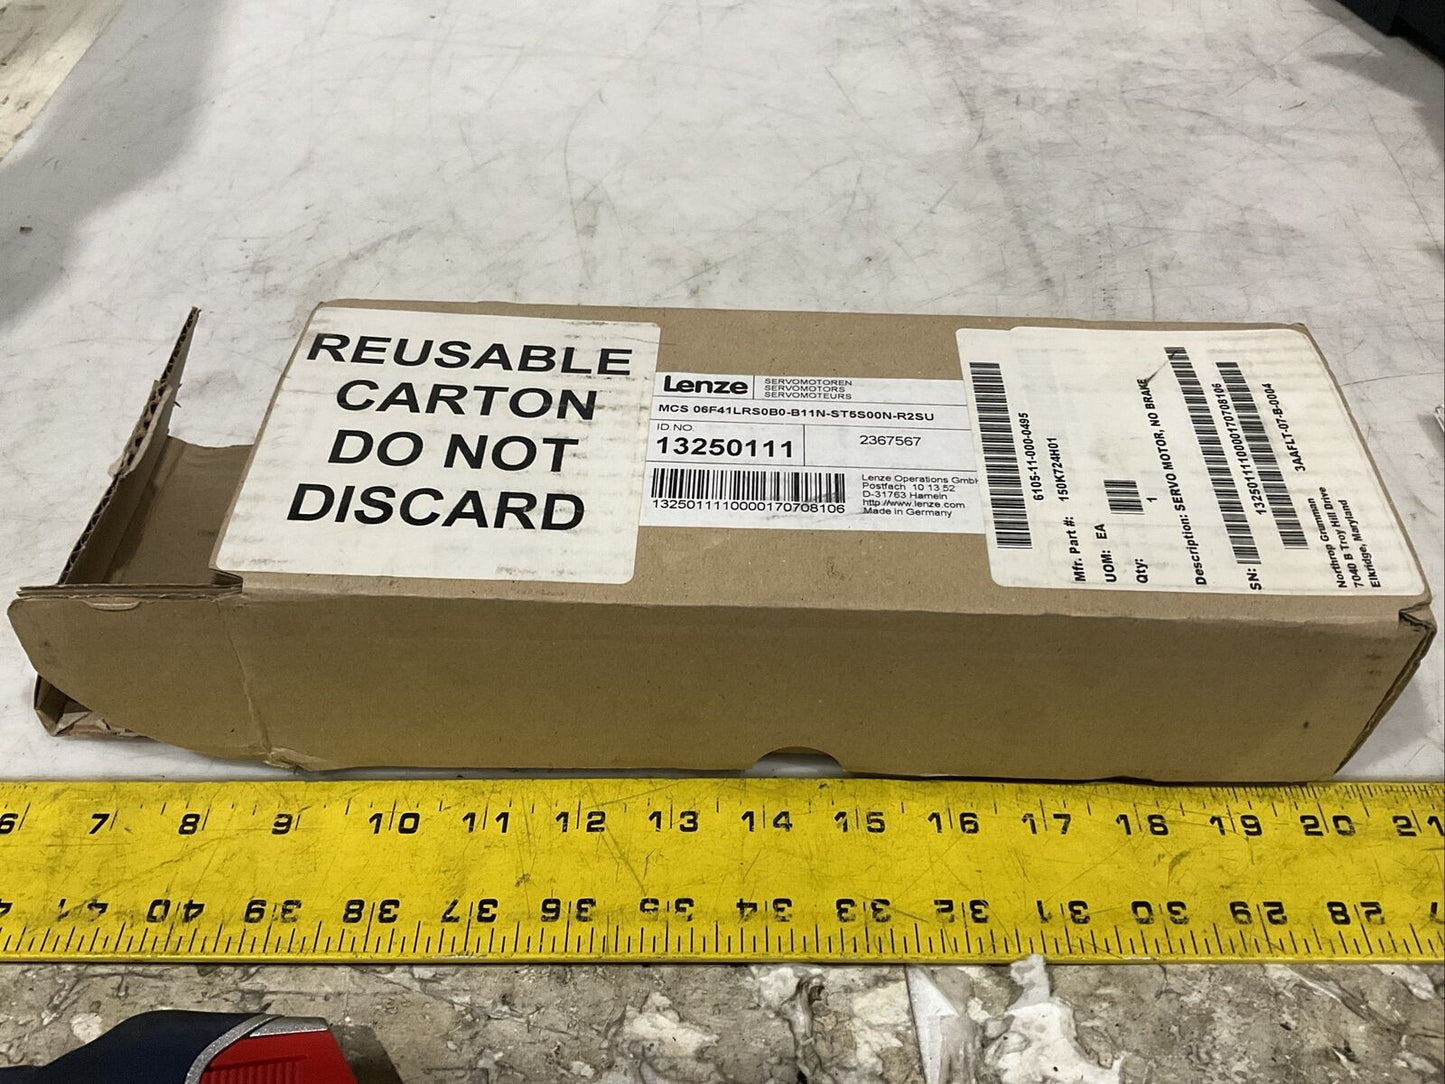 REUSABLE
CARTON
DO NOT
DISCARD
Lenze
SERVOMOTOREN
SERVOMOTORS
SERVOMOTEURS
MCS 06F41LRS0B0-B11N-ST5S00N-R2SU
ID.NO.
13250111
2367567
1325011110000170708106
Lenze Operations GmbH
Postfach 10 13 52
D-31763 Hameln
http://www.lenze.com
Made in Germany
6105-11-000-0495
Mfr. Part #: 150K724H01
UOM: EA
Qty: 1
Description: SERVO MOTOR, NO BRAKE
SN: 1325011110000170708106
3AAFLT-07-B-0004
Northrop Grumman
7040 B Troy Hill Drive
Elkridge, Maryland
6 7 8 9 10 11 12 13 14 15 16 17 18 19 20 21
41 40 39 38 37 36 35 34 33 32 31 30 29 28